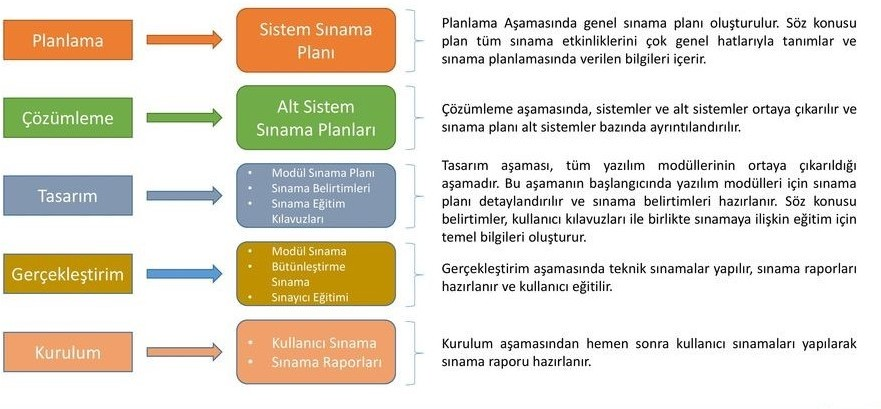 Planlama
Sistem Sınama
Planı
Planlama Aşamasında genel sınama planı oluşturulur. Söz konusu
plan tüm sınama etkinliklerini çok genel hatlarıyla tanımlar ve
sınama planlamasında verilen bilgileri içerir.
Çözümleme
Alt Sistem
Sınama Planları
Çözümleme aşamasında, sistemler ve alt sistemler ortaya çıkarılır ve
sınama planı alt sistemler bazında ayrıntılandırılır.
Tasarım
• Modül Sınama Planı
• Sınama Belirtimleri
• Sınama Eğitim
Kılavuzları
Tasarım aşaması, tüm yazılım modüllerinin ortaya çıkarıldığı
aşamadır. Bu aşamanın başlangıcında yazılım modülleri için sınama
planı detaylandırılır ve sınama belirtimleri hazırlanır. Söz konusu
belirtimler, kullanıcı kılavuzları ile birlikte sınamaya ilişkin eğitim için
temel bilgileri oluşturur.
Gerçekleştirim
• Modül Sınama
• Bütünleştirme
Sınama
• Sınayıcı Eğitimi
Gerçekleştirim aşamasında teknik sınamalar yapılır, sınama raporları
hazırlanır ve kullanıcı eğitilir.
Kurulum
• Kullanıcı Sınama
• Sınama Raporları
Kurulum aşamasından hemen sonra kullanıcı sınamaları yapılarak
sınama raporu hazırlanır.